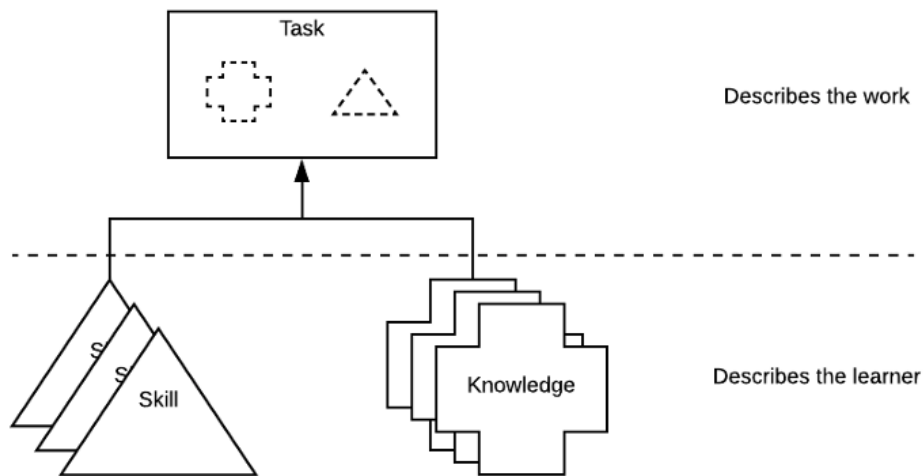 Task
Describes the work
Skill
Knowledge
Describes the learner